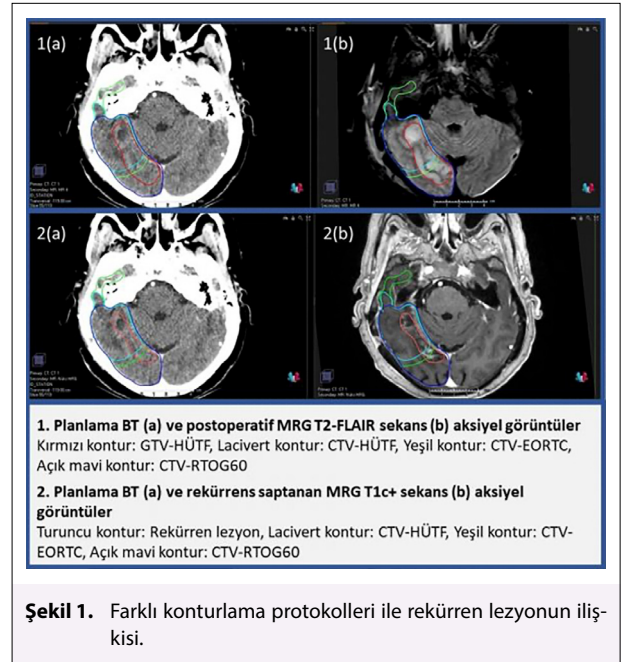 1(a)
1(b)
2(a)
2(b)
1. Planlama BT (a) ve postoperatif MRG T2-FLAIR sekans (b) aksiyel görüntüler
Kırmızı kontur: GTV-HÜTF, Lacivert kontur: CTV-HÜTF, Yeşil kontur: CTV-EORTC,
Açık mavi kontur: CTV-RTOG60
2. Planlama BT (a) ve rekürrens saptanan MRG T1c+ sekans (b) aksiyel
görüntüler
Turuncu kontur: Rekürren lezyon, Lacivert kontur: CTV-HÜTF, Yeşil kontur: CTV-
EORTC, Açık mavi kontur: CTV-RTOG60
Şekil 1. Farklı konturlama protokolleri ile rekürren lezyonun iliş-
kisi.